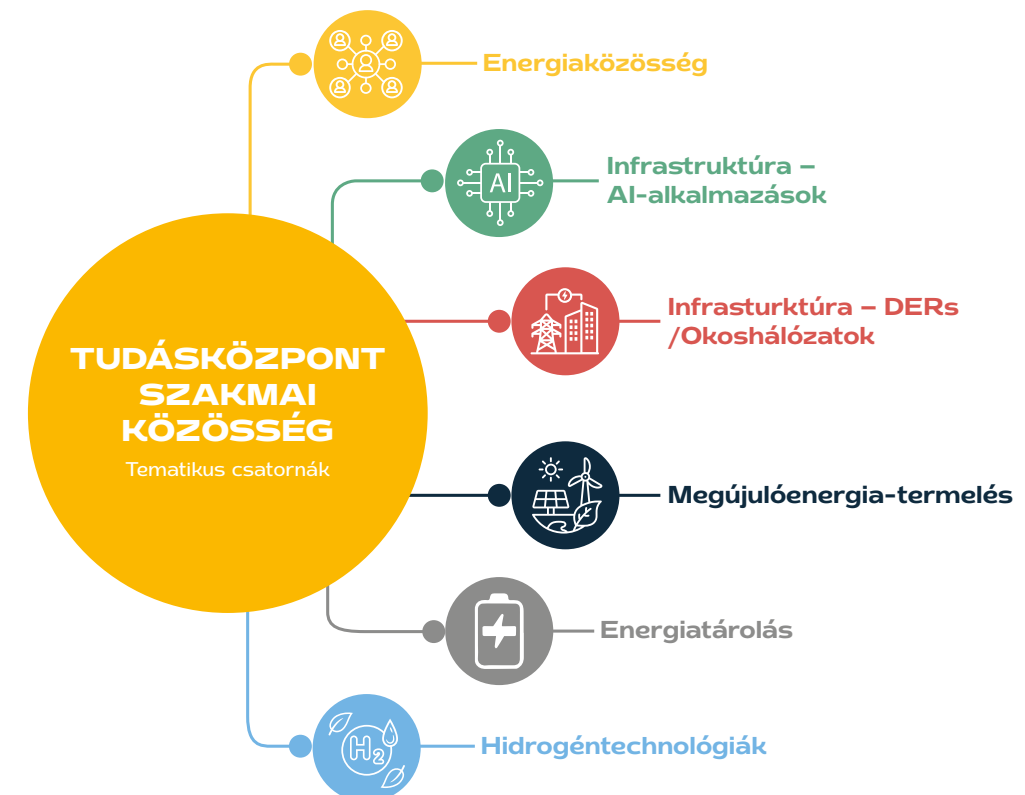 Energiaközösség
AI
Infrastruktúra –
AI-alkalmazások
Infrasturktúra – DERs
/Okoshálózatok
TUDÁSKÖZPONT
SZAKMAI
KÖZÖSSÉG
Tematikus csatornák
Megújulóenergia-termelés
Energiatárolás
H₂
Hidrogéntechnológiák